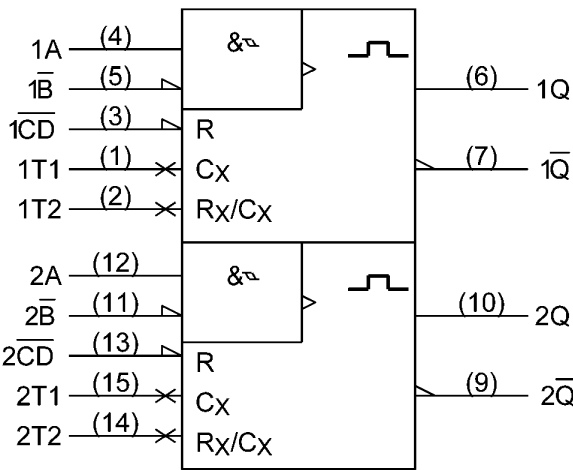 1A (4) &
1B̅ (5)
1C̅D̅ (3) R
1T1 (1) CX
1T2 (2) RX/CX
(6) 1Q
(7) 1Q̅
2A (12) &
2B̅ (11)
2C̅D̅ (13) R
2T1 (15) CX
2T2 (14) RX/CX
(10) 2Q
(9) 2Q̅